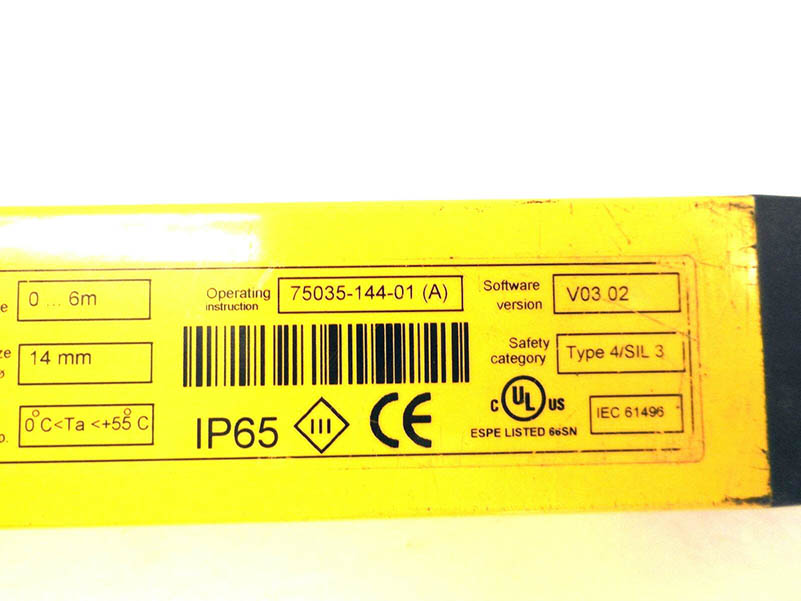 e 0 ... 6m
Operating instruction 75035-144-01 (A)
Software version V03.02
ze ø 14 mm
Safety category Type 4/SIL 3
p. 0°C<Ta <+55°C
IP65 III CE
C UL US
ESPE LISTED 66SN
IEC 61496